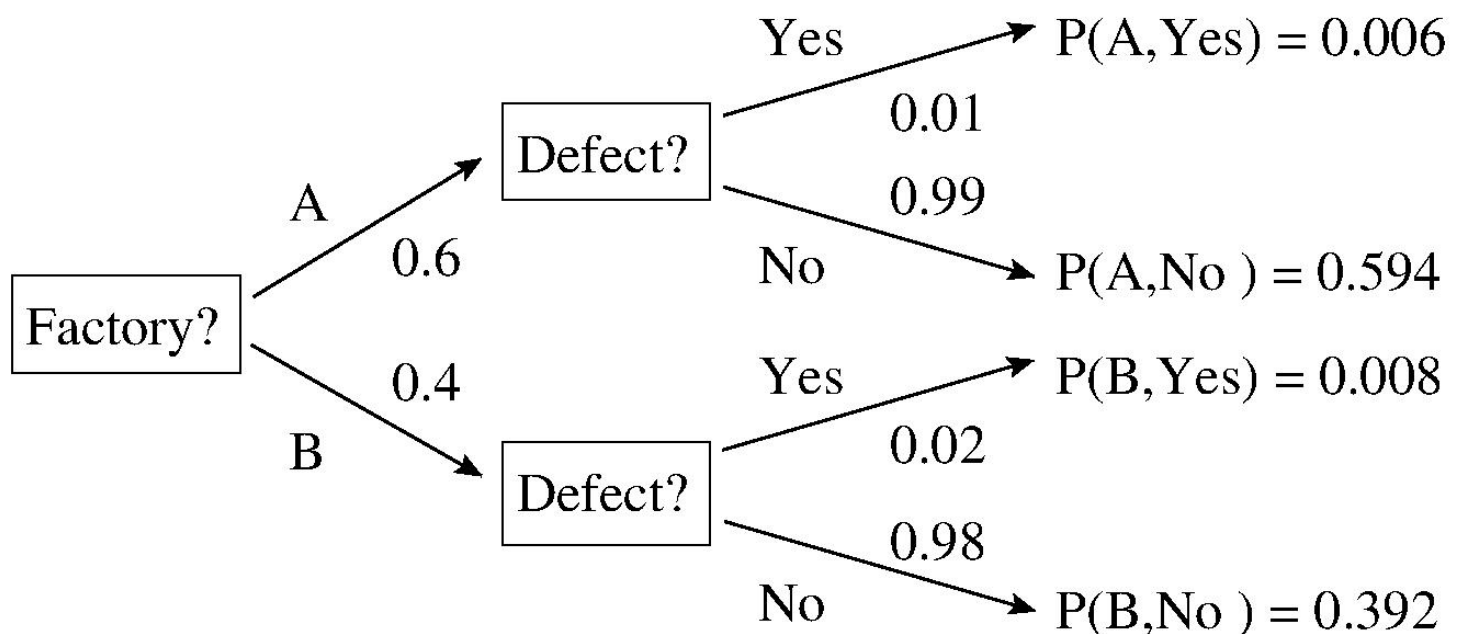 Yes
P(A,Yes) = 0.006
0.01
Defect?
0.99
A
0.6
No
P(A,No ) = 0.594
Factory?
0.4
Yes
P(B,Yes) = 0.008
B
0.02
Defect?
0.98
No
P(B,No ) = 0.392